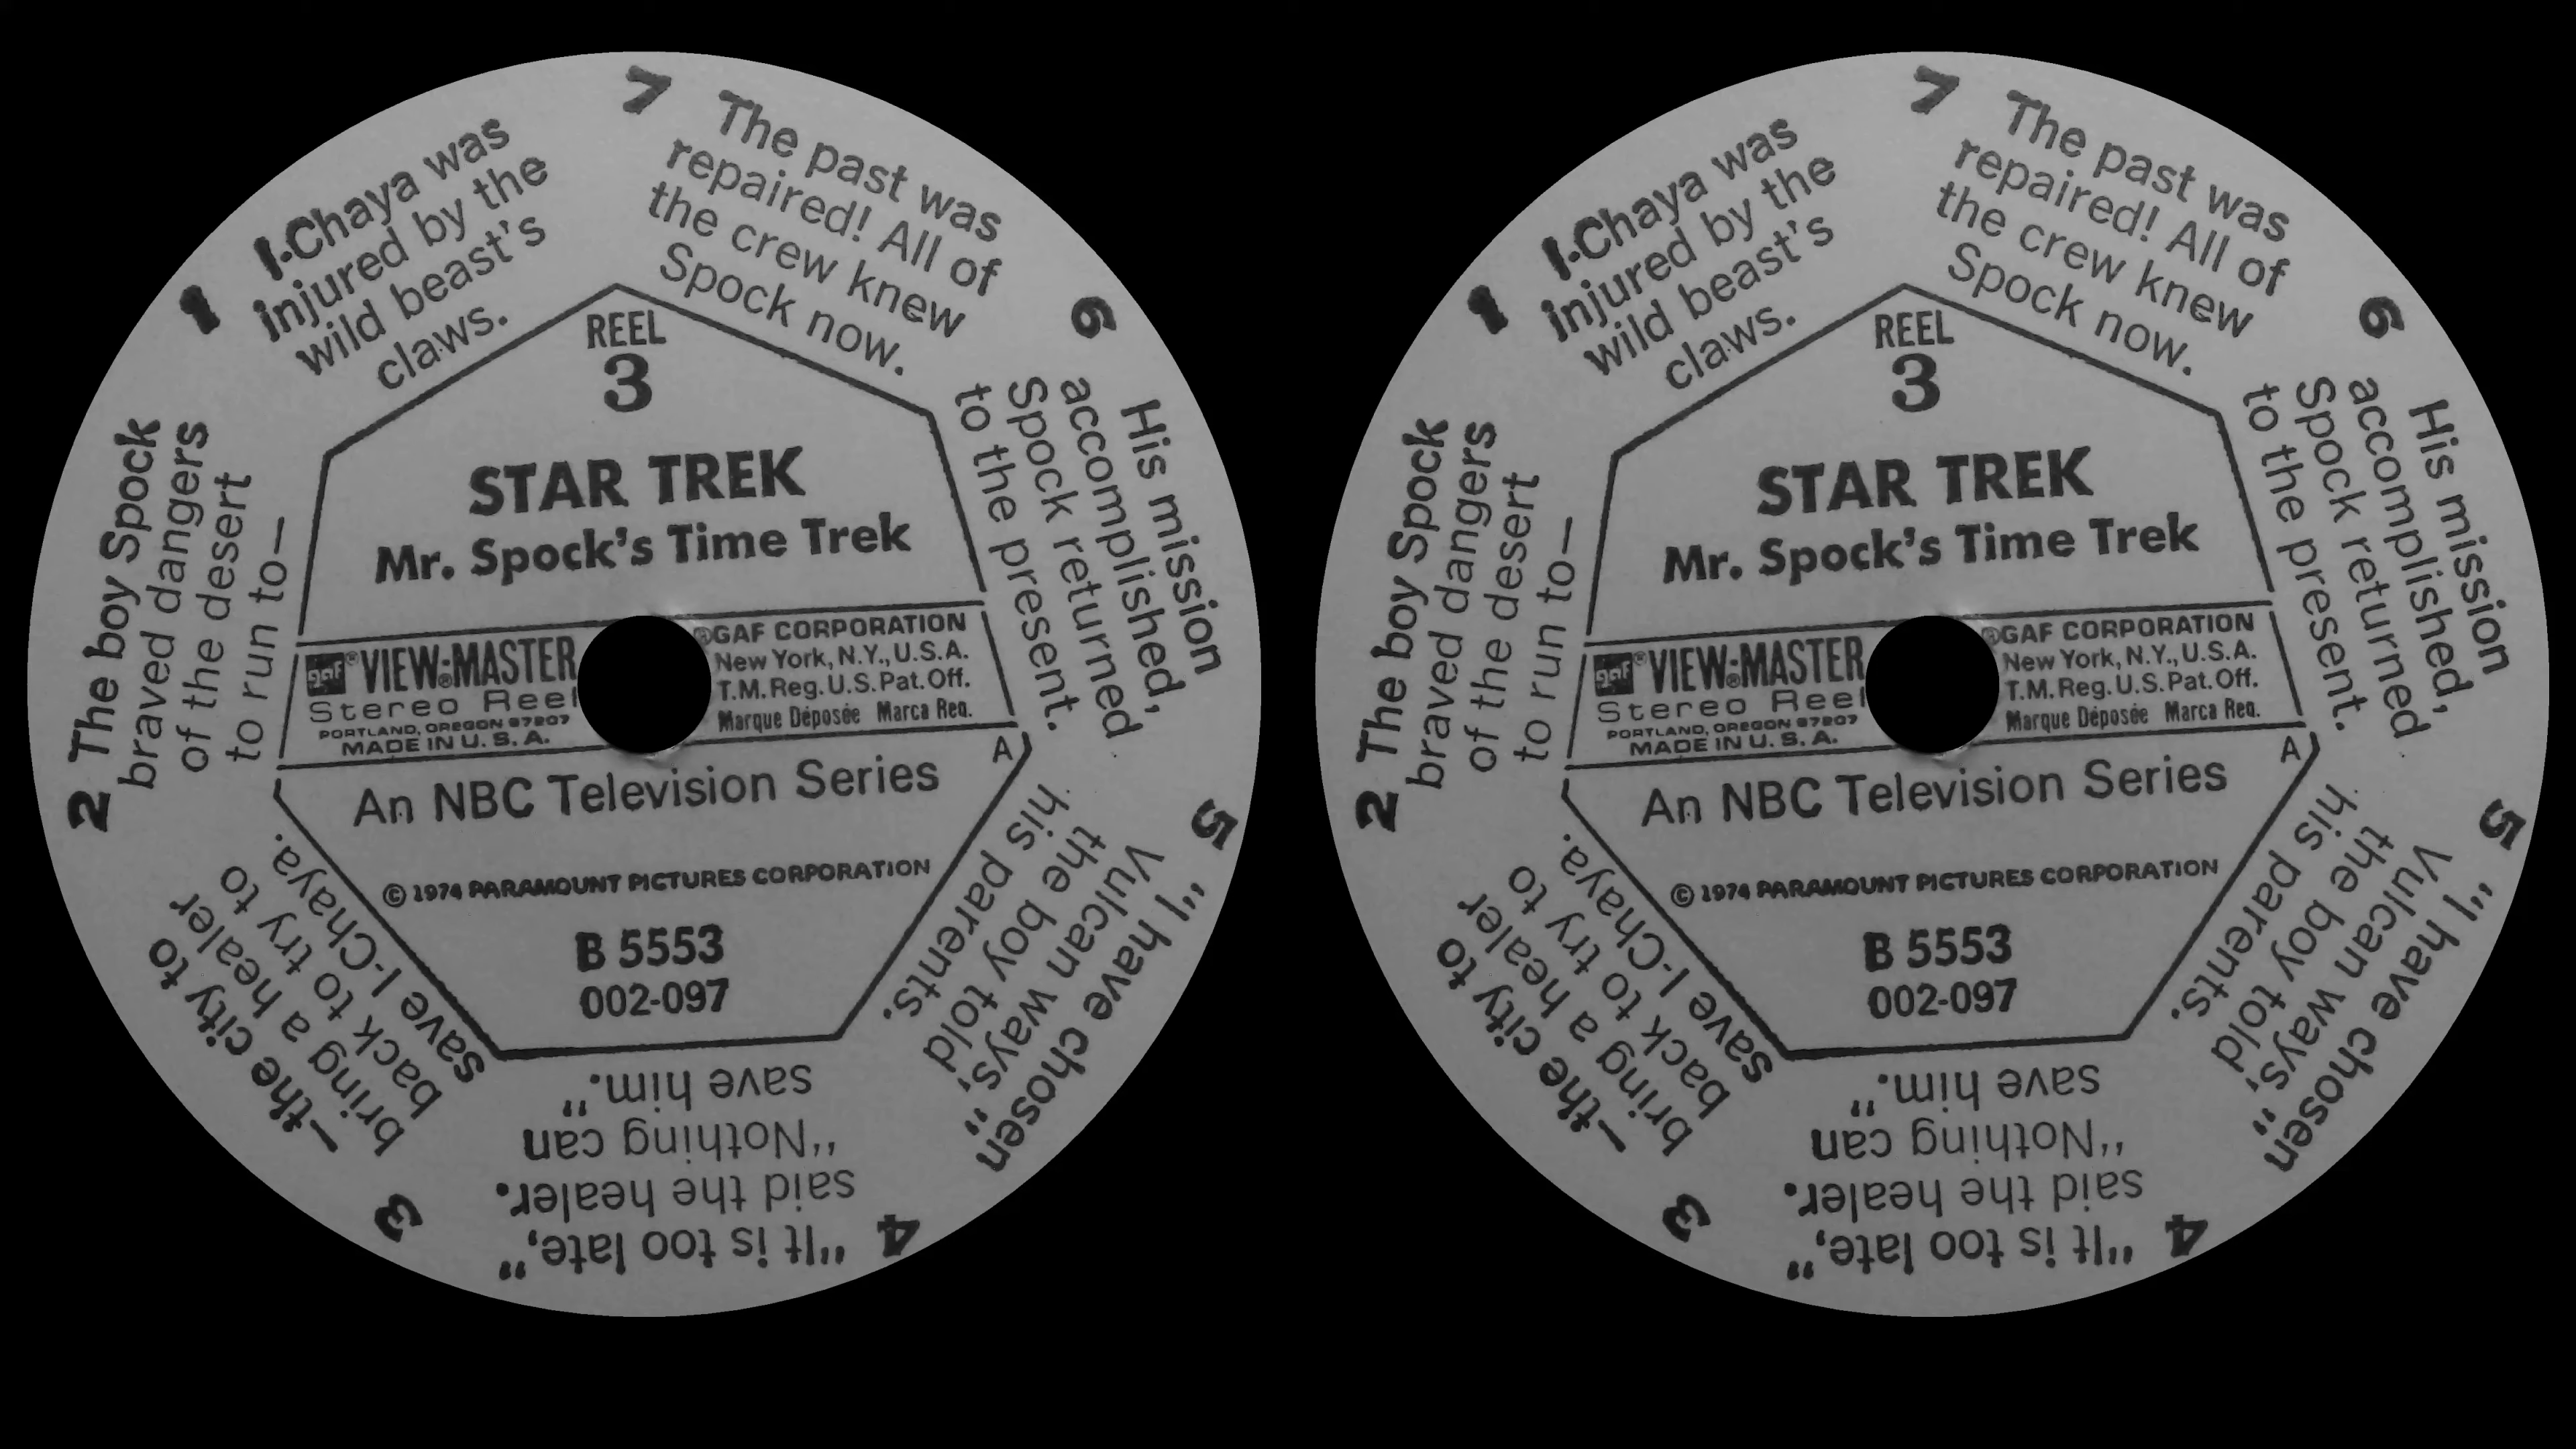 REEL
3
STAR TREK
Mr. Spock's Time Trek
gaf® VIEW-MASTER®
Stereo Reel
PORTLAND, OREGON 97207
MADE IN U. S. A.
®GAF CORPORATION
New York, N.Y., U.S.A.
T.M. Reg. U.S. Pat. Off.
Marque Déposée Marca Reg.
A
An NBC Television Series
© 1974 PARAMOUNT PICTURES CORPORATION
B 5553
002-097
1
I-Chaya was
injured by the
wild beast's
claws.
2 The boy Spock
braved dangers
of the desert
to run to—
3
—the city to
bring a healer
back to try to
save I-Chaya.
4
"It is too late,"
said the healer.
"Nothing can
save him."
5
"I have chosen
Vulcan ways,"
the boy told
his parents.
6
His mission
accomplished,
Spock returned
to the present.
7
The past was
repaired! All of
the crew knew
Spock now.
REEL
3
STAR TREK
Mr. Spock's Time Trek
gaf® VIEW-MASTER®
Stereo Reel
PORTLAND, OREGON 97207
MADE IN U. S. A.
®GAF CORPORATION
New York, N.Y., U.S.A.
T.M. Reg. U.S. Pat. Off.
Marque Déposée Marca Reg.
A
An NBC Television Series
© 1974 PARAMOUNT PICTURES CORPORATION
B 5553
002-097
1
I-Chaya was
injured by the
wild beast's
claws.
2 The boy Spock
braved dangers
of the desert
to run to—
3
—the city to
bring a healer
back to try to
save I-Chaya.
4
"It is too late,"
said the healer.
"Nothing can
save him."
5
"I have chosen
Vulcan ways,"
the boy told
his parents.
6
His mission
accomplished,
Spock returned
to the present.
7
The past was
repaired! All of
the crew knew
Spock now.